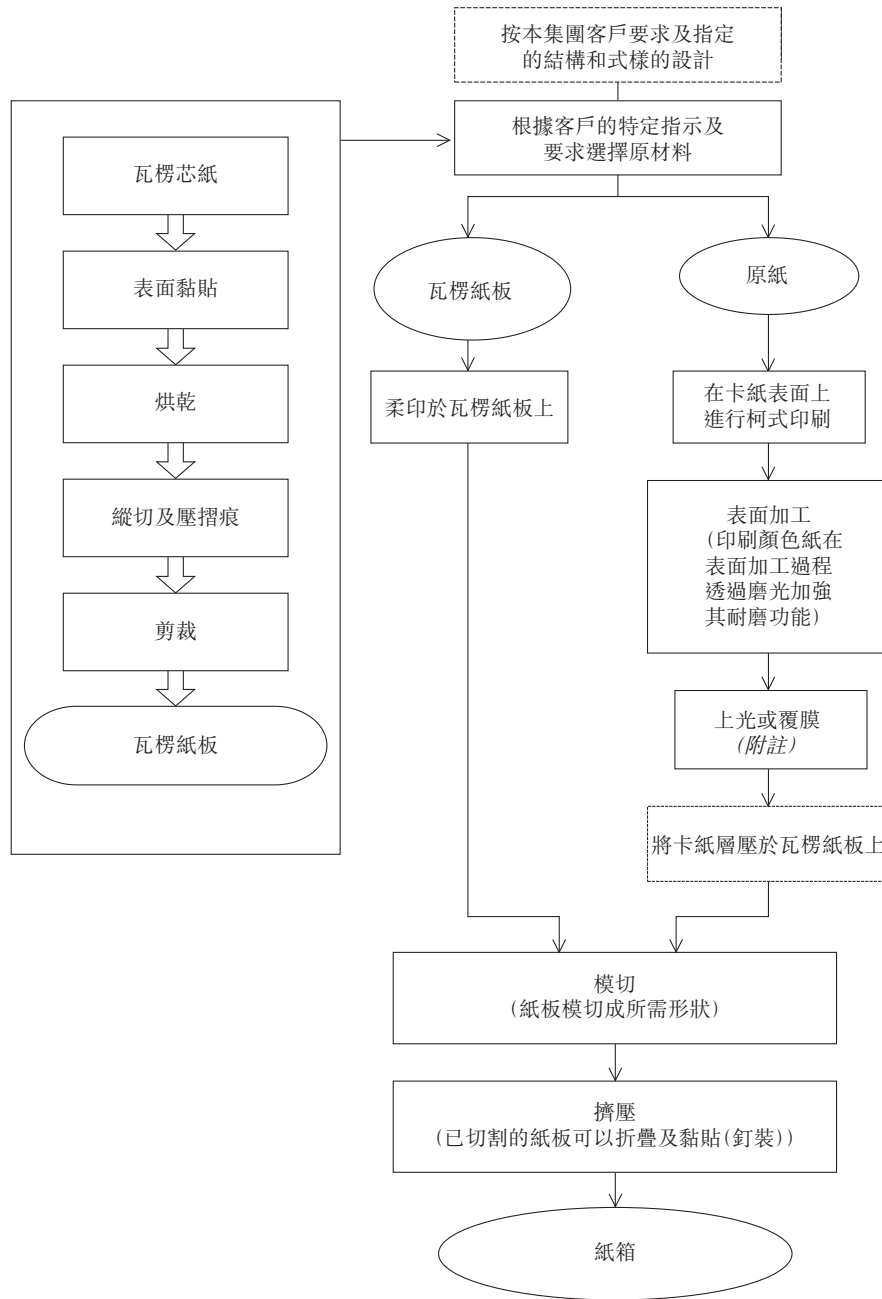 按本集團客戶要求及指定
的結構和式樣的設計
根據客戶的特定指示及
要求選擇原材料
瓦楞芯紙
表面黏貼
烘乾
縱切及壓摺痕
剪裁
瓦楞紙板
瓦楞紙板
原紙
柔印於瓦楞紙板上
在卡紙表面上
進行柯式印刷
表面加工
(印刷顏色紙在
表面加工過程
透過磨光加強
其耐磨功能)
上光或覆膜
(附註)
將卡紙層壓於瓦楞紙板上
模切
(紙板模切成所需形狀)
擠壓
(已切割的紙板可以折疊及黏貼(釘裝))
紙箱